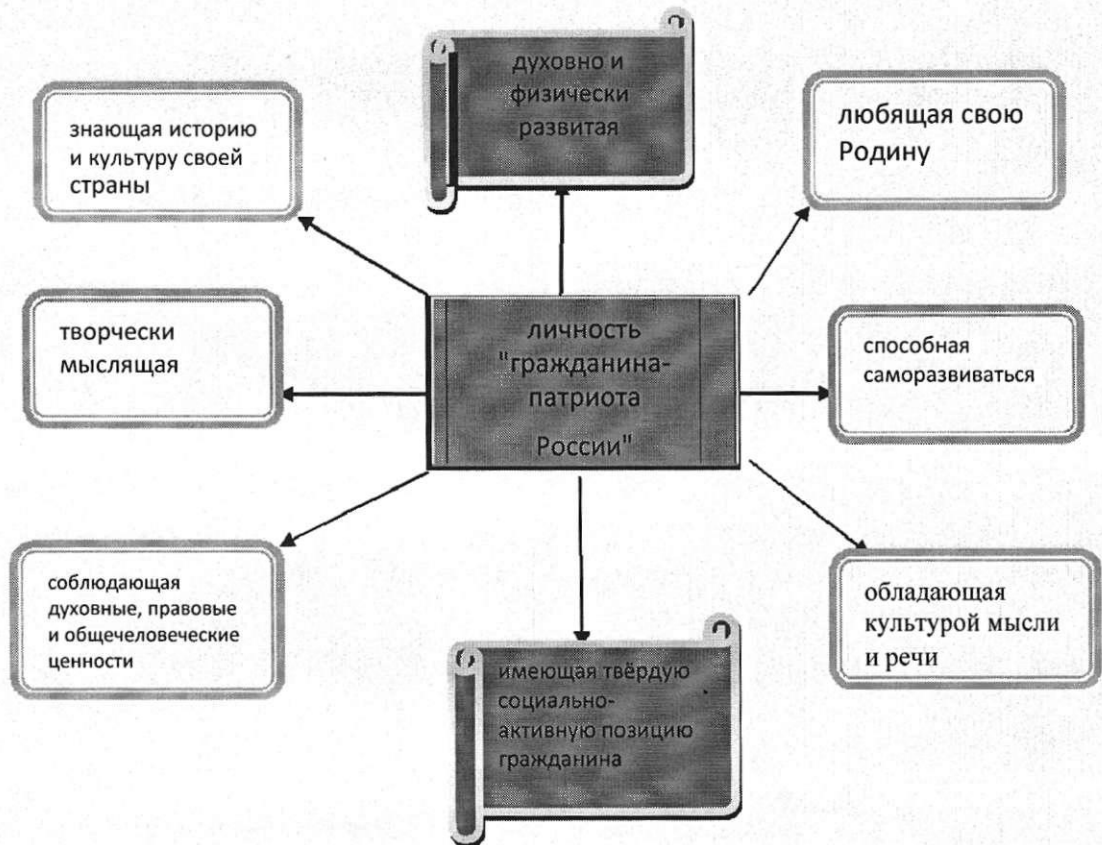 духовно и
физически
развитая
знающая историю
и культуру своей
страны
любящая свою
Родину
творчески
мыслящая
личность
"гражданина-
патриота
России"
способная
саморазвиваться
соблюдающая
духовные, правовые
и общечеловеческие
ценности
имеющая твёрдую
социально-
активную позицию
гражданина
обладающая
культурой мысли
и речи